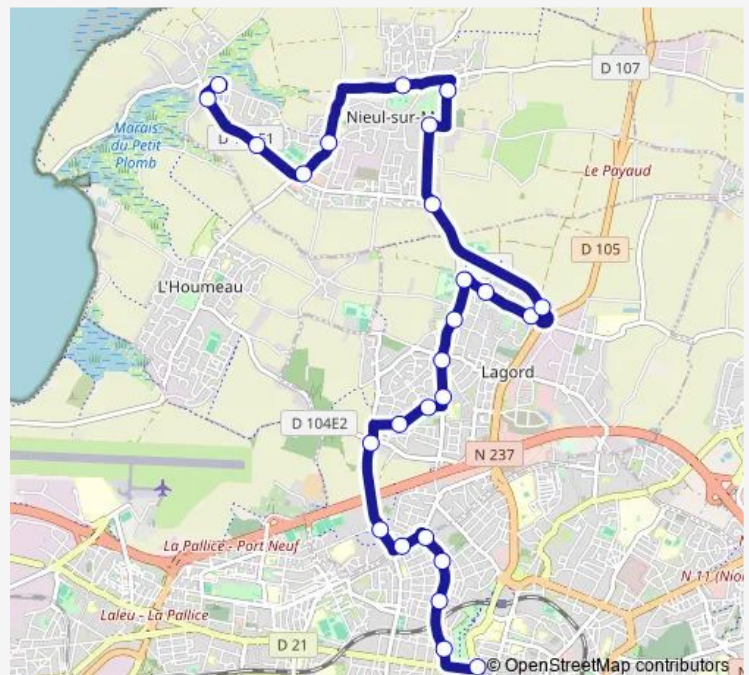 D 107
Nieul-sur-M
Marais
du Petit
Plomb
Le Payaud
D 105
L'Houmeau
Lagord
D 104E2
N 237
La Pallice - Port Neuf
N 11 (Nio
Laleu - La Pallice
D 21
© OpenStreetMap contributors